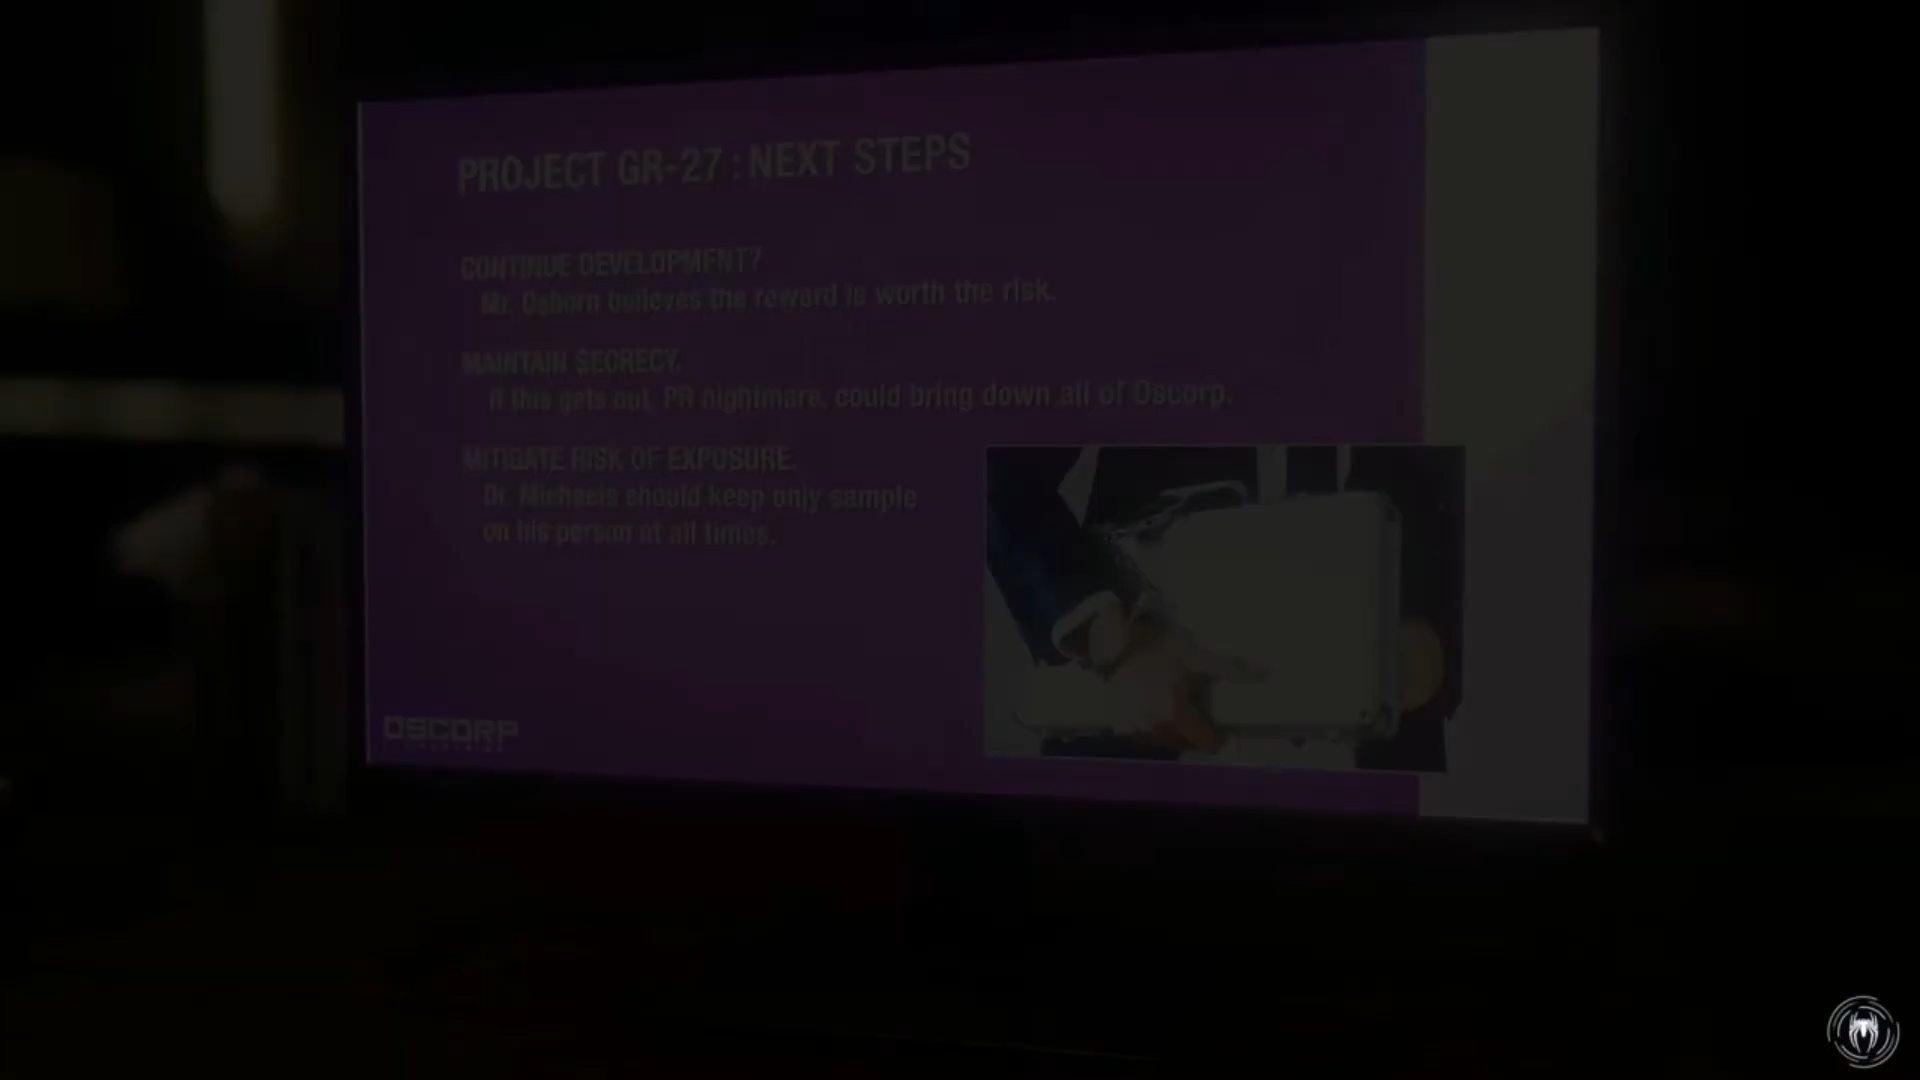 PROJECT GR-27 : NEXT STEPS
CONTINUE DEVELOPMENT?
Mr. Osborn believes the reward is worth the risk.
MAINTAIN SECRECY.
If this gets out, PR nightmare, could bring down all of Oscorp.
MITIGATE RISK OF EXPOSURE.
Dr. Michaels should keep only sample
on his person at all times.
OSCORP